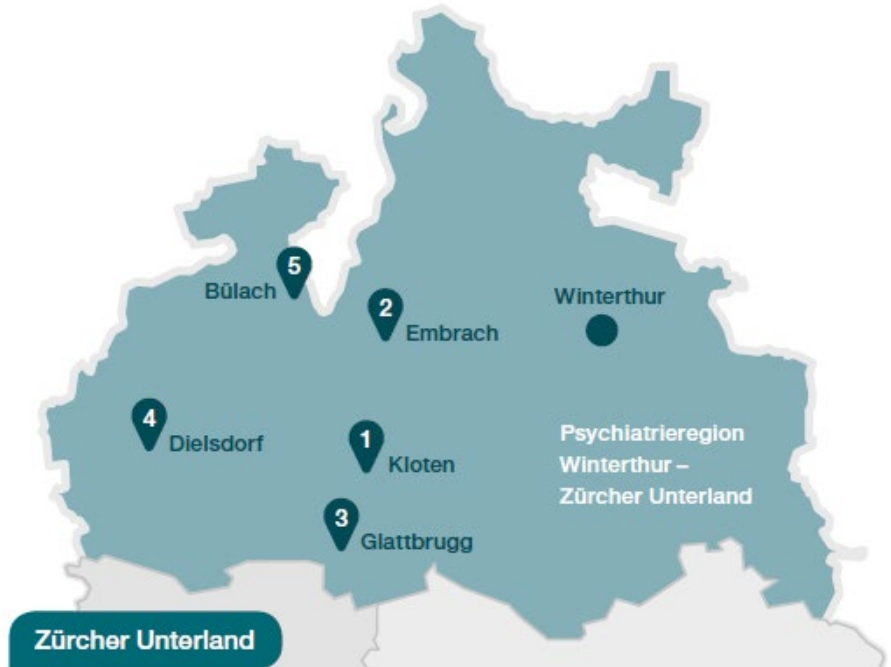 5
Bülach
2
Embrach
Winterthur
4
Dielsdorf
1
Kloten
Psychiatrieregion
Winterthur –
Zürcher Unterland
3
Glattbrugg
Zürcher Unterland